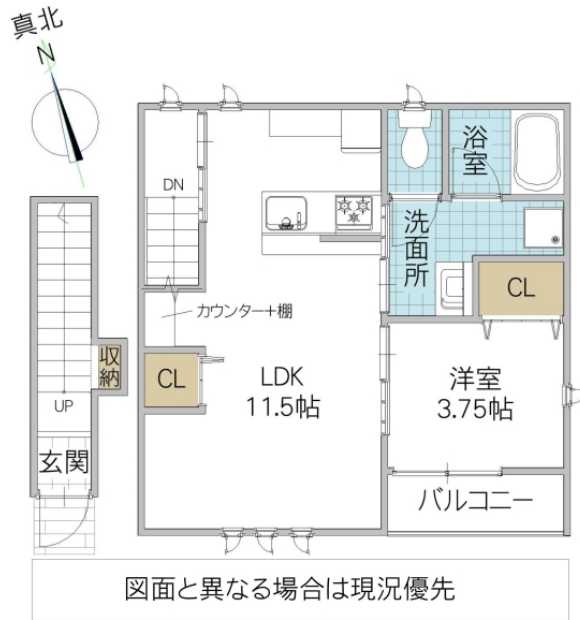 真北
N
DN
浴室
洗面所
カウンター+棚
CL
収納
CL
LDK
11.5帖
洋室
3.75帖
UP
玄関
バルコニー
図面と異なる場合は現況優先